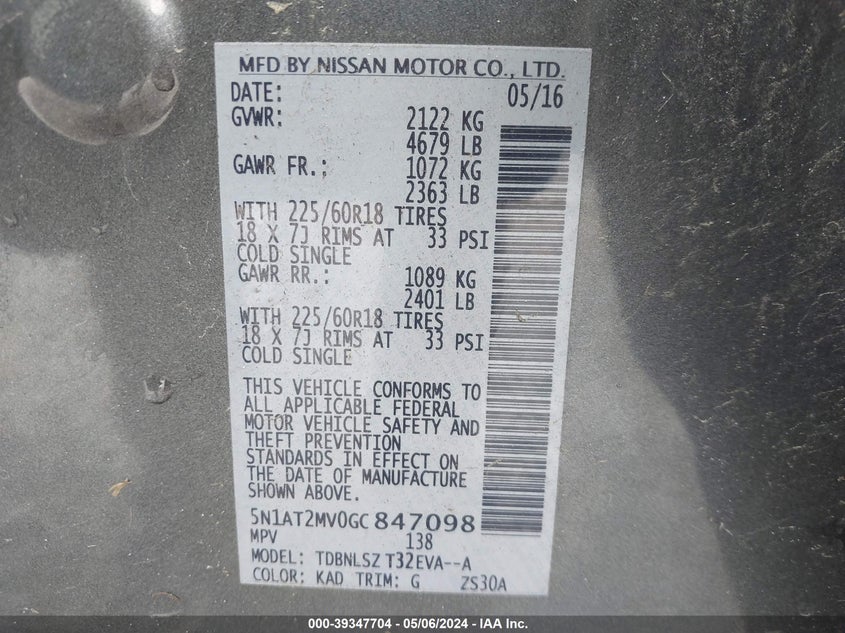 MFD BY NISSAN MOTOR CO., LTD.
DATE: 05/16
GVWR: 2122 KG
4679 LB
GAWR FR.: 1072 KG
2363 LB
WITH 225/60R18 TIRES
18 X 7J RIMS AT 33 PSI
COLD SINGLE
GAWR RR.: 1089 KG
2401 LB
WITH 225/60R18 TIRES
18 X 7J RIMS AT 33 PSI
COLD SINGLE
THIS VEHICLE CONFORMS TO
ALL APPLICABLE FEDERAL
MOTOR VEHICLE SAFETY AND
THEFT PREVENTION
STANDARDS IN EFFECT ON
THE DATE OF MANUFACTURE
SHOWN ABOVE.
5N1AT2MV0GC847098
MPV 138
MODEL: TDBNLSZ T32EVA--A
COLOR: KAD TRIM: G ZS30A
000-39347704 - 05/06/2024 - IAA Inc.